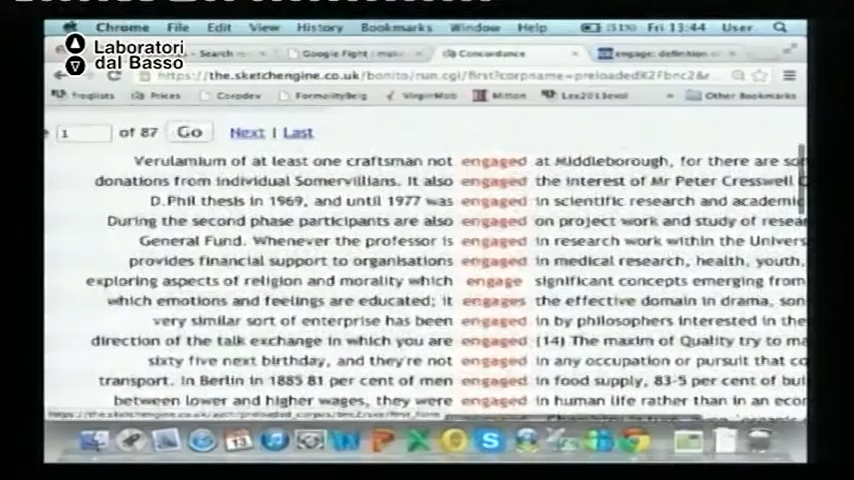 Chrome File Edit View History Bookmarks Window Help Fri 13:44 User
Laboratori
dal Basso
Search Google Fight Concordance engage: definition
https://the.sketchengine.co.uk/bonito/run.cgi/first?corpname=preloaded%2Fbnc2&
freqlists Prices Corpdev VirginMob Mitton Lex2013eval » Other Bookmarks
1 of 87 Go Next | Last
Verulamium of at least one craftsman not engaged at Middleborough, for there are
donations from individual Somervillians. It also engaged the interest of Mr Peter Cresswell
D.Phil thesis in 1969, and until 1977 was engaged in scientific research and academic
During the second phase participants are also engaged on project work and study of
General Fund. Whenever the professor is engaged in research work within the
provides financial support to organisations engaged in medical research, health, youth,
exploring aspects of religion and morality which engage significant concepts emerging from
which emotions and feelings are educated; it engages the effective domain in drama,
very similar sort of enterprise has been engaged in by philosophers interested in the
direction of the talk exchange in which you are engaged (14) The maxim of Quality try to
sixty five next birthday, and they're not engaged in any occupation or pursuit that
transport. In Berlin in 1885 81 per cent of men engaged in food supply, 83-5 per cent of
between lower and higher wages, they were engaged in human life rather than in an